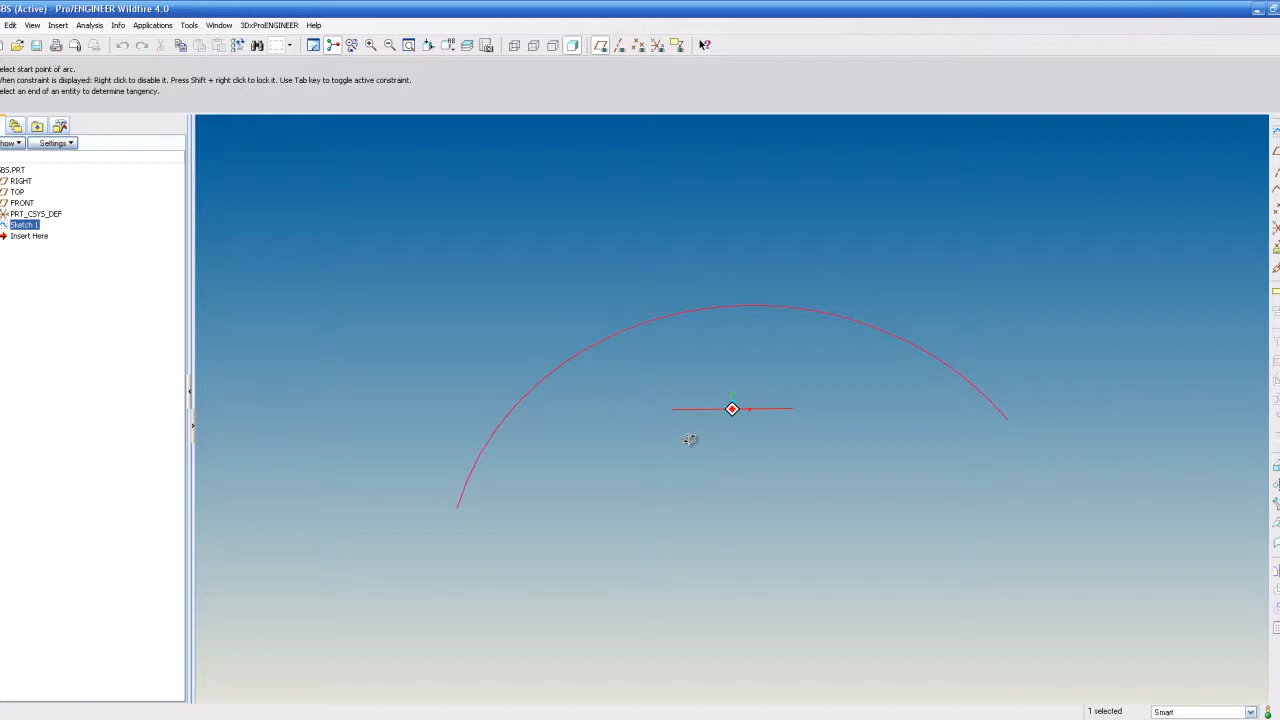 BS (Active) - Pro/ENGINEER Wildfire 4.0
Edit View Insert Analysis Info Applications Tools Window 3DxProENGINEER Help
elect start point of arc.
hen constraint is displayed: Right click to disable it. Press Shift + right click to lock it. Use Tab key to toggle active constraint.
elect an end of an entity to determine tangency.
how Settings
BS.PRT
RIGHT
TOP
FRONT
PRT_CSYS_DEF
Sketch 1
Insert Here
1 selected Smart